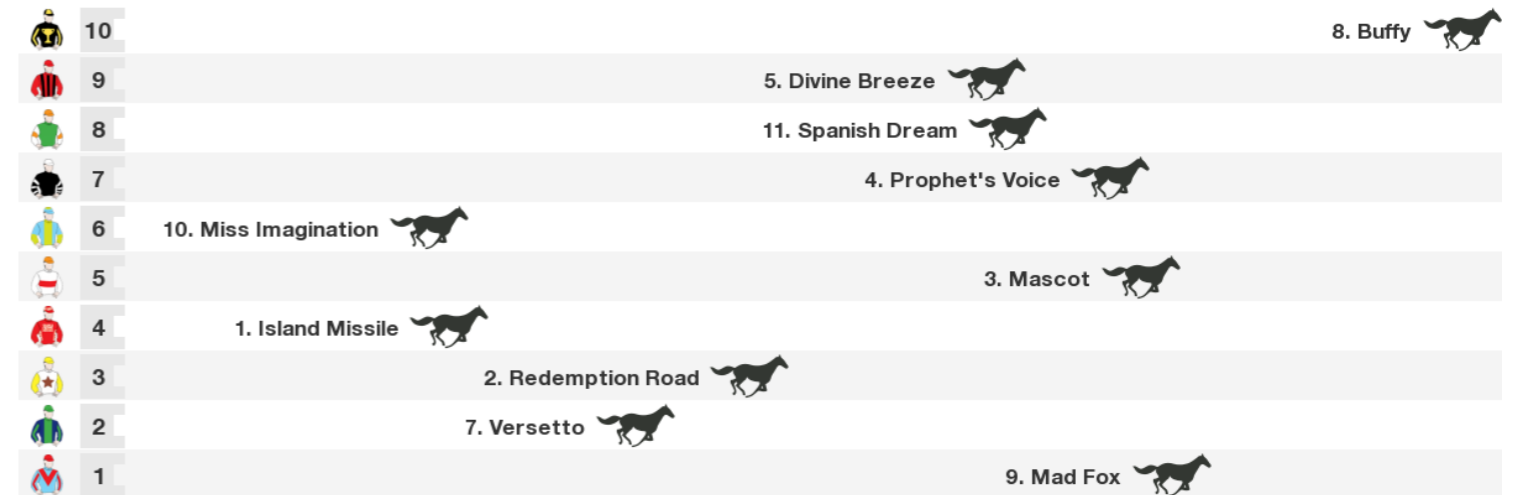 10 8. Buffy
9 5. Divine Breeze
8 11. Spanish Dream
7 4. Prophet's Voice
6 10. Miss Imagination
5 3. Mascot
4 1. Island Missile
3 2. Redemption Road
2 7. Versetto
1 9. Mad Fox